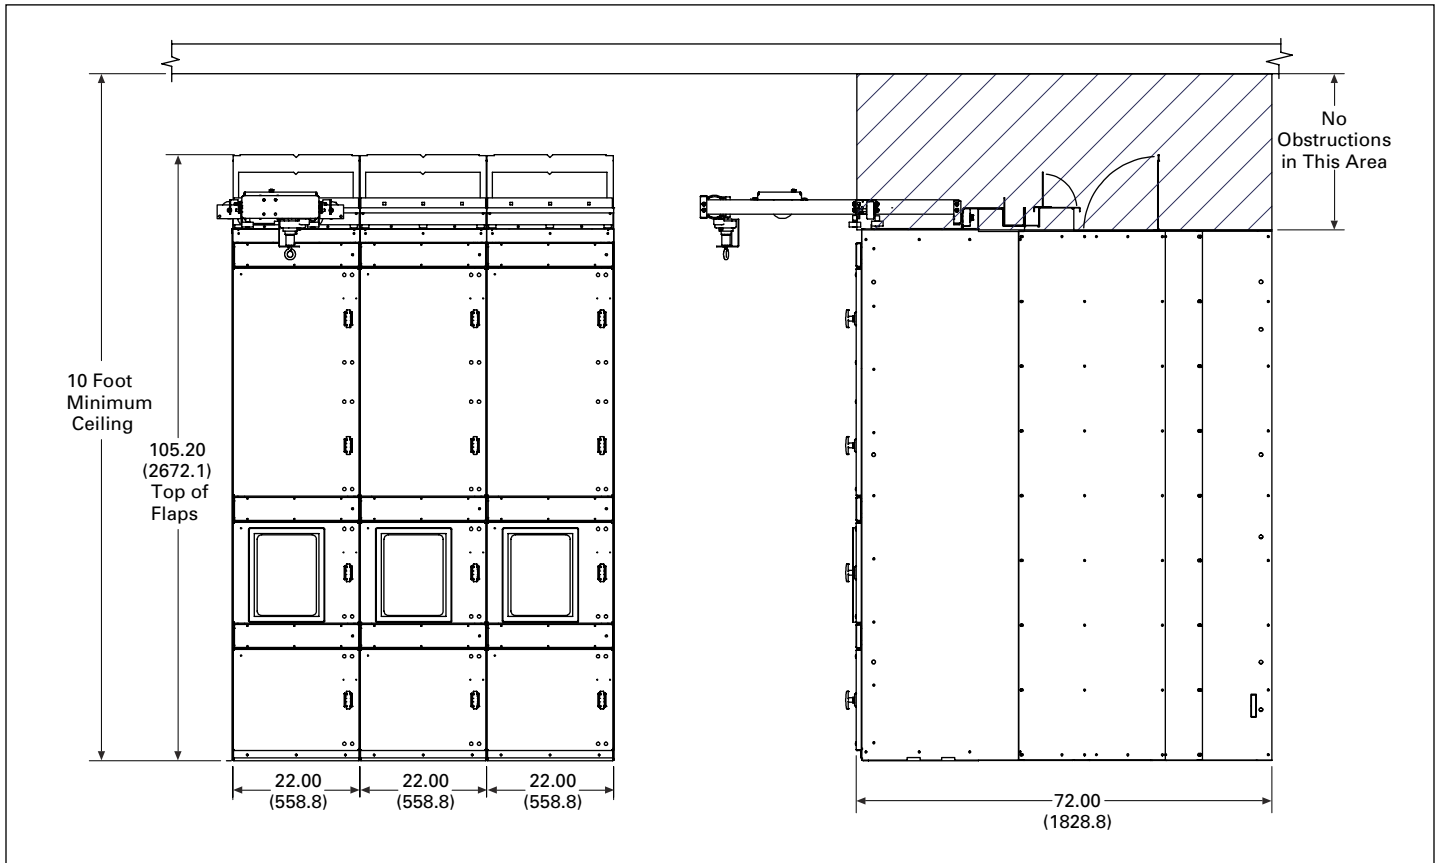 No
Obstructions
in This Area
10 Foot
Minimum
Ceiling
105.20
(2672.1)
Top of
Flaps
22.00
(558.8)
22.00
(558.8)
22.00
(558.8)
72.00
(1828.8)